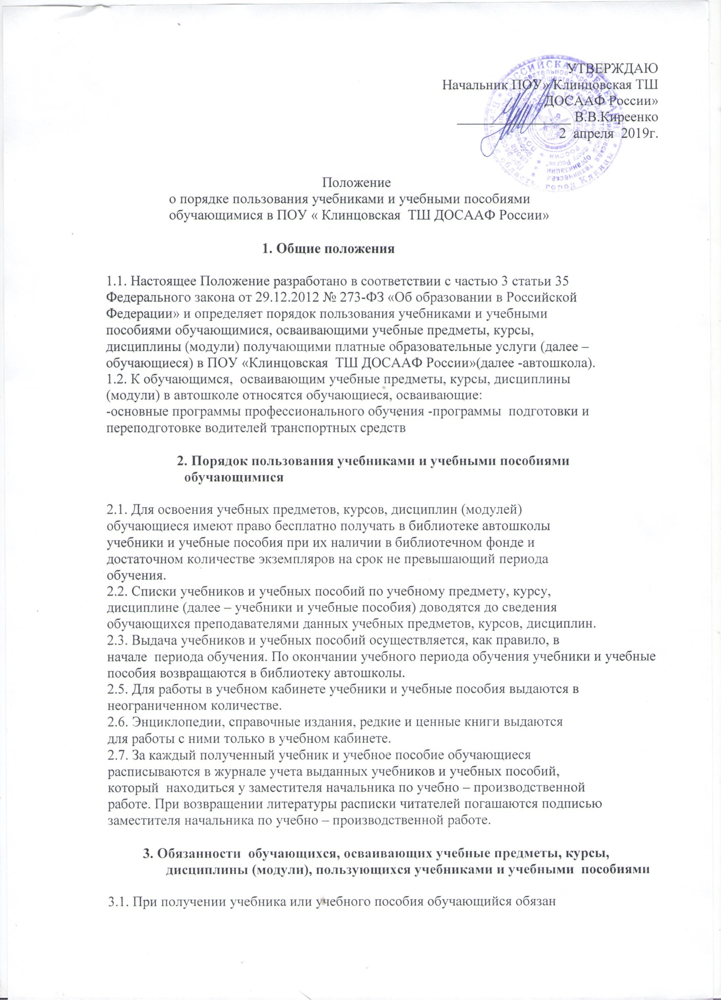 УТВЕРЖДАЮ
Начальник ПОУ» Клинцовская ТШ
ДОСААФ России»
________________ В.В.Киреенко
2 апреля 2019г.
Положение
о порядке пользования учебниками и учебными пособиями
обучающимися в ПОУ « Клинцовская ТШ ДОСААФ России»
1. Общие положения
1.1. Настоящее Положение разработано в соответствии с частью 3 статьи 35
Федерального закона от 29.12.2012 № 273-ФЗ «Об образовании в Российской
Федерации» и определяет порядок пользования учебниками и учебными
пособиями обучающимися, осваивающими учебные предметы, курсы,
дисциплины (модули) получающими платные образовательные услуги (далее –
обучающиеся) в ПОУ «Клинцовская ТШ ДОСААФ России»(далее -автошкола).
1.2. К обучающимся, осваивающим учебные предметы, курсы, дисциплины
(модули) в автошколе относятся обучающиеся, осваивающие:
-основные программы профессионального обучения -программы подготовки и
переподготовке водителей транспортных средств
2. Порядок пользования учебниками и учебными пособиями
обучающимися
2.1. Для освоения учебных предметов, курсов, дисциплин (модулей)
обучающиеся имеют право бесплатно получать в библиотеке автошколы
учебники и учебные пособия при их наличии в библиотечном фонде и
достаточном количестве экземпляров на срок не превышающий периода
обучения.
2.2. Списки учебников и учебных пособий по учебному предмету, курсу,
дисциплине (далее – учебники и учебные пособия) доводятся до сведения
обучающихся преподавателями данных учебных предметов, курсов, дисциплин.
2.3. Выдача учебников и учебных пособий осуществляется, как правило, в
начале периода обучения. По окончании учебного периода обучения учебники и учебные
пособия возвращаются в библиотеку автошколы.
2.5. Для работы в учебном кабинете учебники и учебные пособия выдаются в
неограниченном количестве.
2.6. Энциклопедии, справочные издания, редкие и ценные книги выдаются
для работы с ними только в учебном кабинете.
2.7. За каждый полученный учебник и учебное пособие обучающиеся
расписываются в журнале учета выданных учебников и учебных пособий,
который находиться у заместителя начальника по учебно – производственной
работе. При возвращении литературы расписки читателей погашаются подписью
заместителя начальника по учебно – производственной работе.
3. Обязанности обучающихся, осваивающих учебные предметы, курсы,
дисциплины (модули), пользующихся учебниками и учебными пособиями
3.1. При получении учебника или учебного пособия обучающийся обязан
РОССИЙСКАЯ ФЕДЕРАЦИЯ
область, город Клинцы